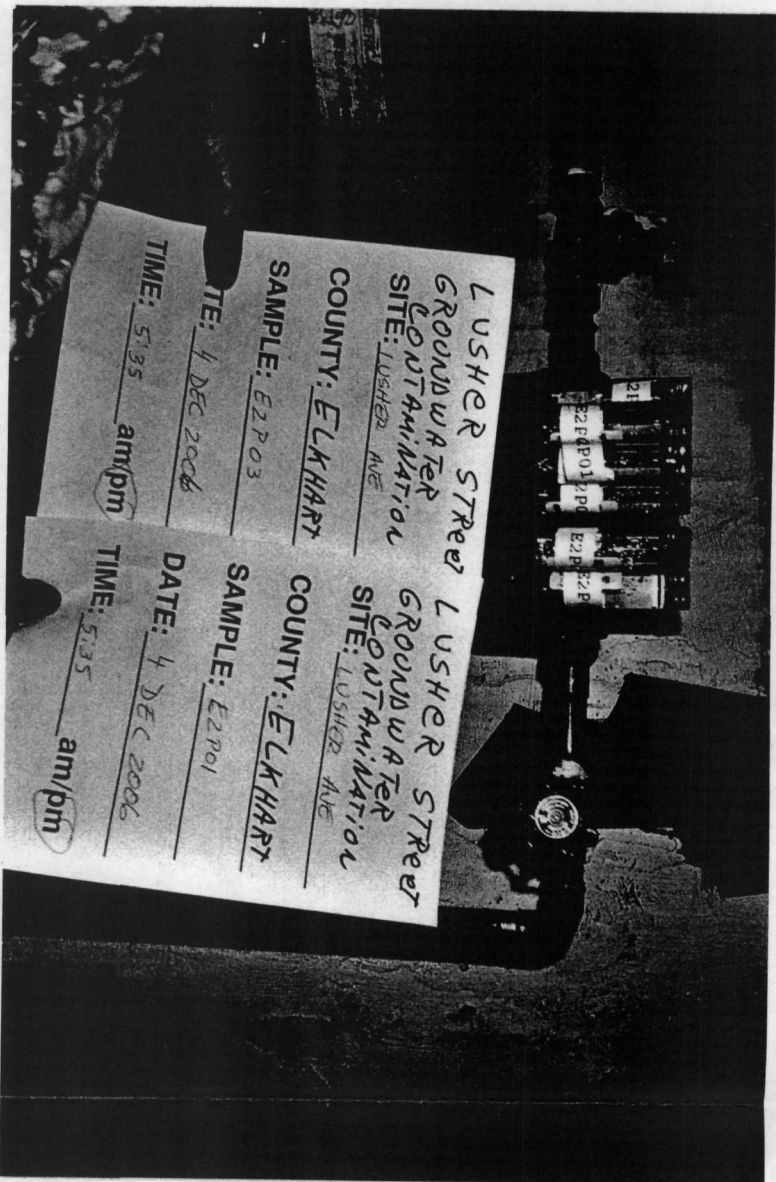 LUSHER STREET
GROUNDWATER
CONTAMINATION
SITE: LUSHER AVE
COUNTY: ELKHART
SAMPLE: E2P03
TE: 4 DEC 2006
TIME: 5:35 am/pm
LUSHER STREET
GROUNDWATER
CONTAMINATION
SITE: LUSHER AVE
COUNTY: ELKHART
SAMPLE: E2P01
DATE: 4 DEC 2006
TIME: 5:35 am/pm
E2P
E2P